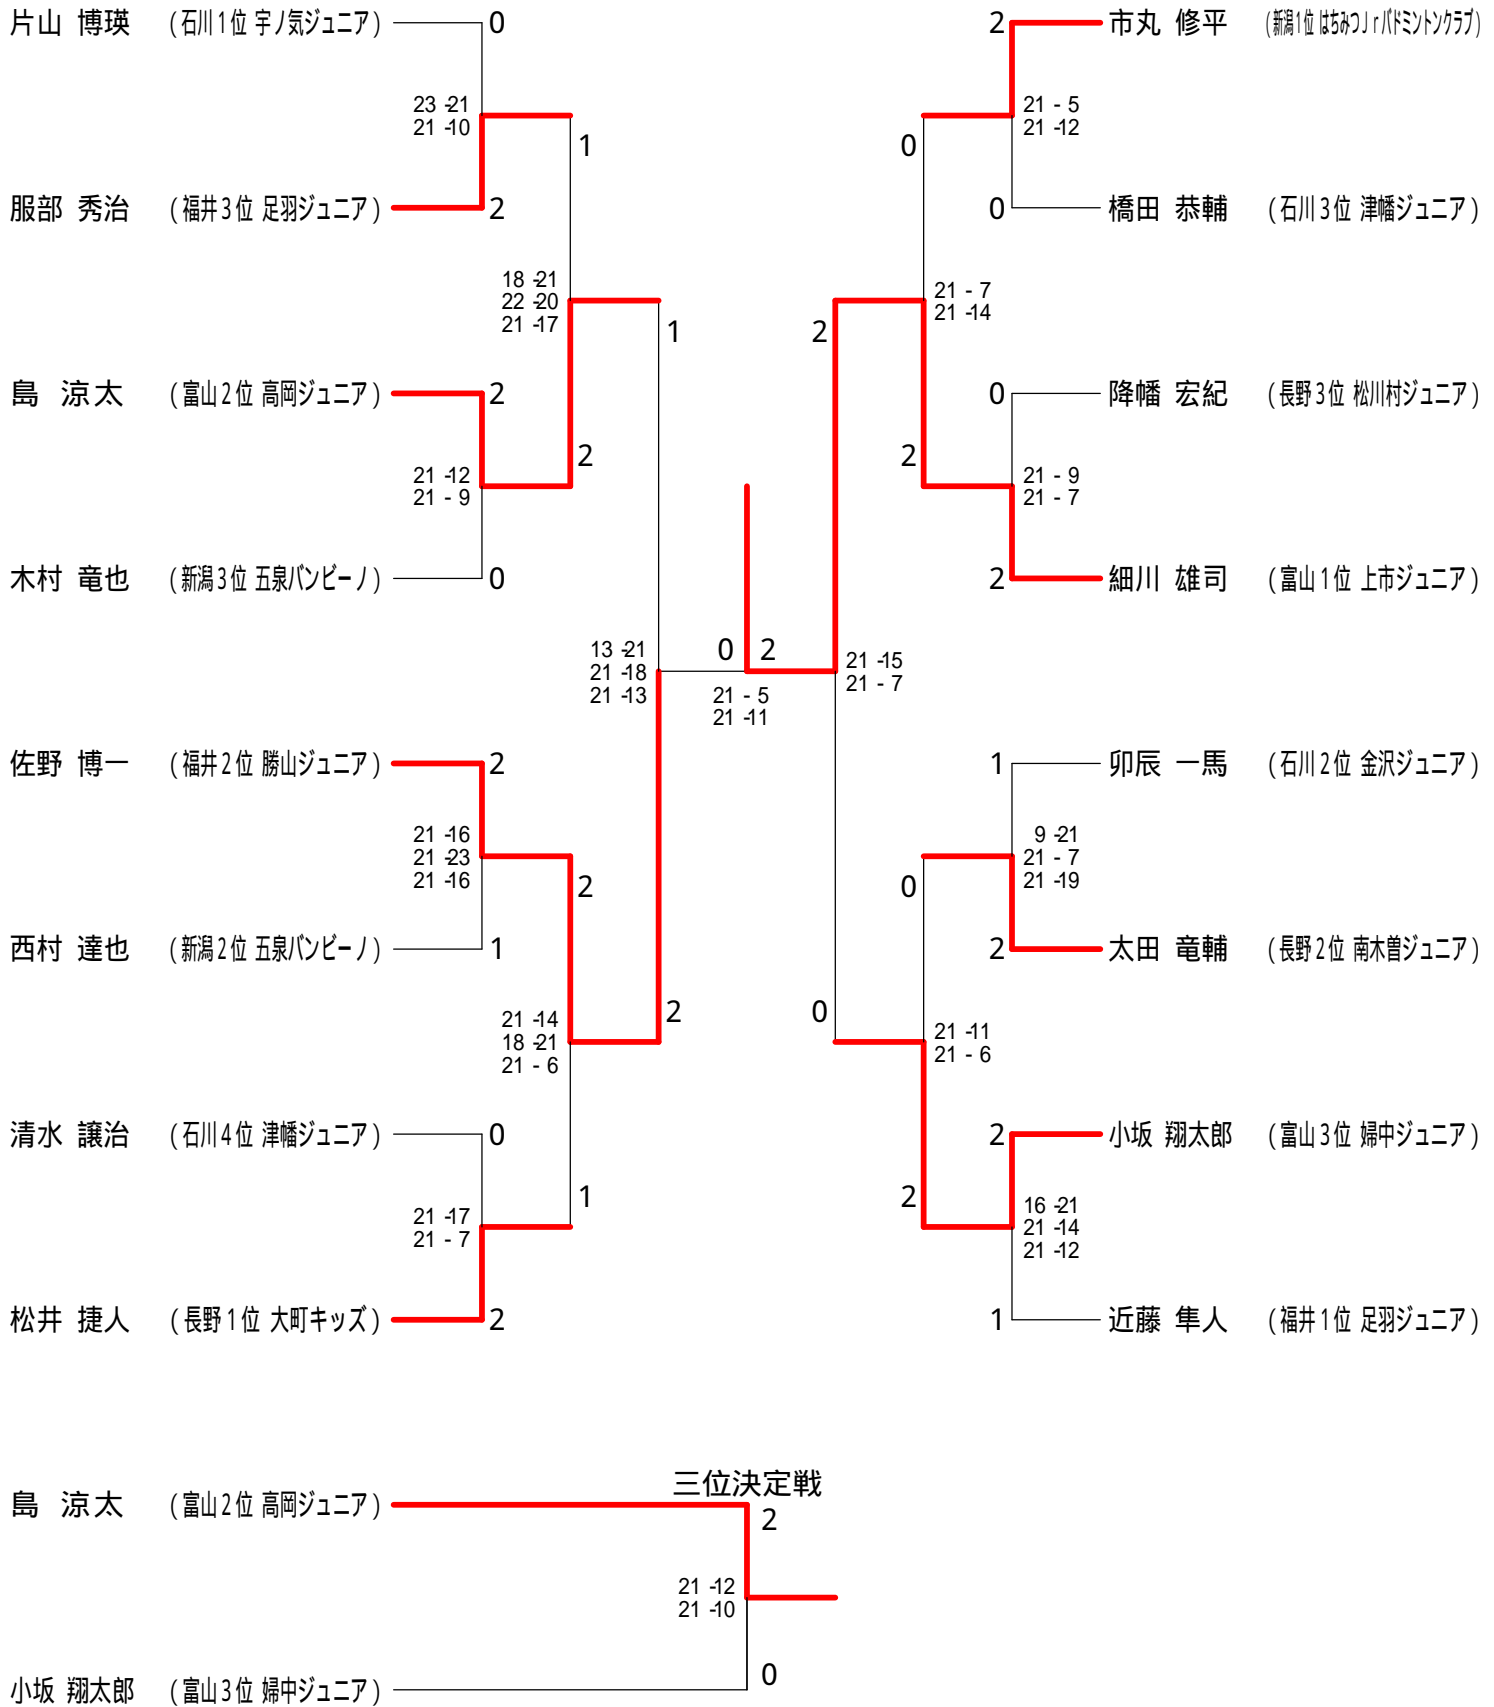 片山 博瑛 (石川1位 宇ノ気ジュニア) 0
23 -21
21 -10
1
服部 秀治 (福井3位 足羽ジュニア) 2
18 -21
22 -20
21 -17
1
島 涼太 (富山2位 高岡ジュニア) 2
21 -12
21 - 9
2
木村 竜也 (新潟3位 五泉バンビーノ) 0
13 -21
21 -18
21 -13
佐野 博一 (福井2位 勝山ジュニア) 2
21 -16
21 -23
21 -16
2
西村 達也 (新潟2位 五泉バンビーノ) 1
21 -14
18 -21
21 - 6
2
清水 譲治 (石川4位 津幡ジュニア) 0
21 -17
21 - 7
1
松井 捷人 (長野1位 大町キッズ) 2
0 2
21 - 5
21 -11
2 市丸 修平 (新潟1位 はちみつJrバドミントンクラブ)
21 - 5
21 -12
0
0 橋田 恭輔 (石川3位 津幡ジュニア)
21 - 7
21 -14
2
0 降幡 宏紀 (長野3位 松川村ジュニア)
21 - 9
21 - 7
2
2 細川 雄司 (富山1位 上市ジュニア)
21 -15
21 - 7
1 卯辰 一馬 (石川2位 金沢ジュニア)
9 -21
21 - 7
21 -19
0
2 太田 竜輔 (長野2位 南木曽ジュニア)
21 -11
21 - 6
0
2 小坂 翔太郎 (富山3位 婦中ジュニア)
16 -21
21 -14
21 -12
2
1 近藤 隼人 (福井1位 足羽ジュニア)
三位決定戦
島 涼太 (富山2位 高岡ジュニア) 2
21 -12
21 -10
小坂 翔太郎 (富山3位 婦中ジュニア) 0